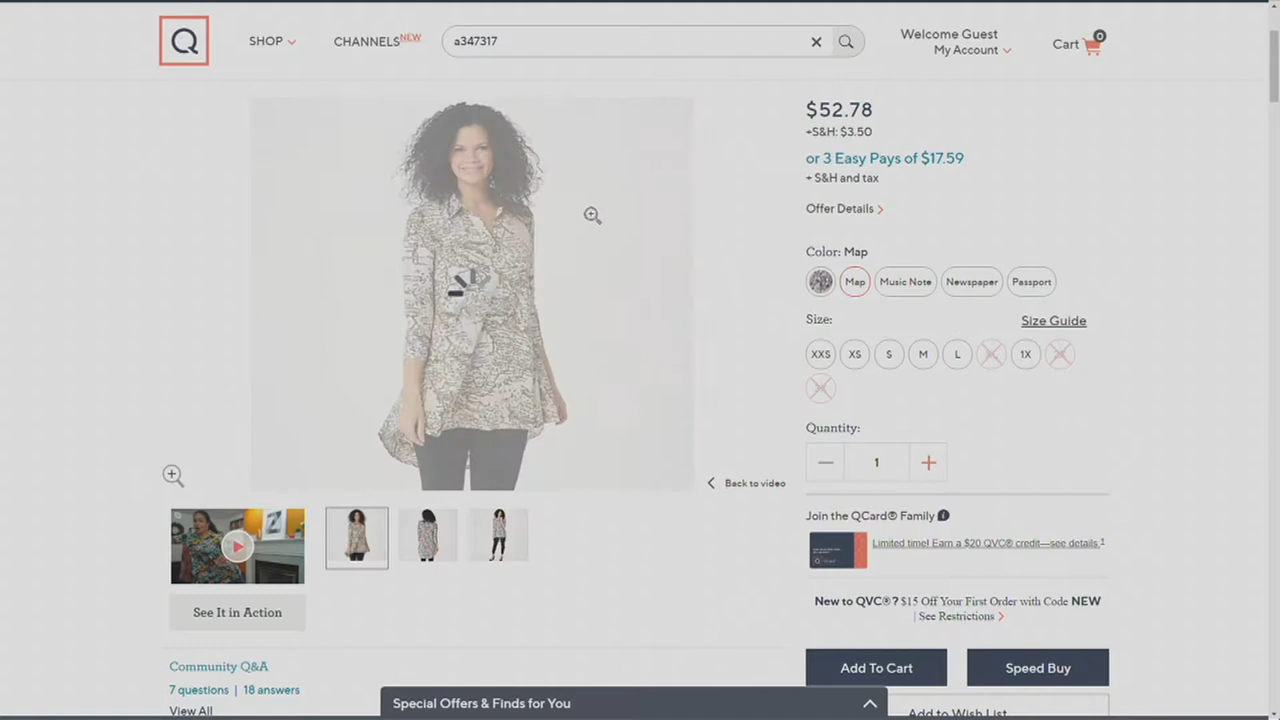 Q
SHOP
CHANNELS NEW
a347317
Welcome Guest
My Account
Cart
0
$52.78
+S&H: $3.50
or 3 Easy Pays of $17.59
+ S&H and tax
Offer Details
Color: Map
Map
Music Note
Newspaper
Passport
Size:
Size Guide
XXS
XS
S
M
L
1X
Quantity:
1
Back to video
See It in Action
Join the QCard® Family
Limited time! Earn a $20 QVC® credit—see details.1
New to QVC®? $15 Off Your First Order with Code NEW
| See Restrictions
Add To Cart
Speed Buy
Add to Wish List
Community Q&A
7 questions | 18 answers
View All
Special Offers & Finds for You